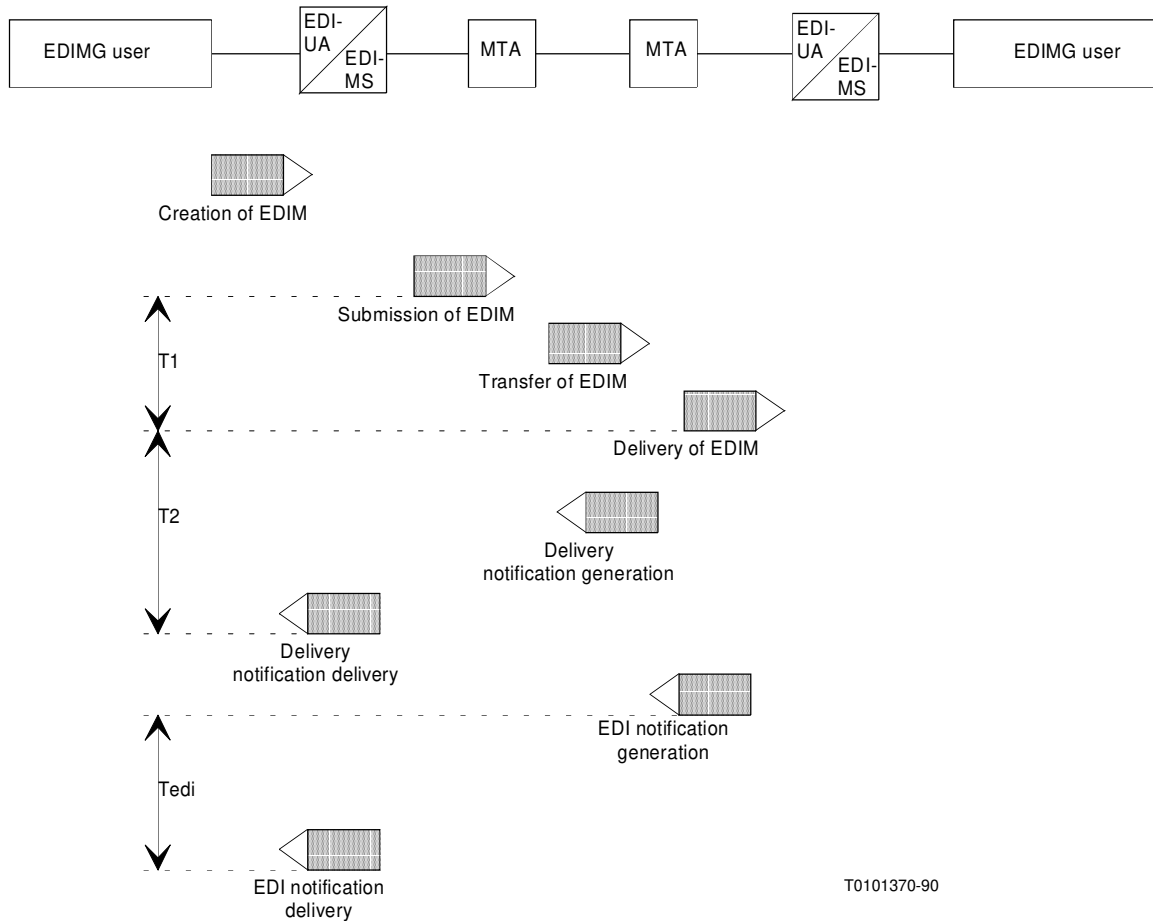 EDIMG user
EDI-
UA
EDI-
MS
MTA
MTA
EDI-
UA
EDI-
MS
EDIMG user
Creation of EDIM
Submission of EDIM
T1
Transfer of EDIM
Delivery of EDIM
T2
Delivery
notification generation
Delivery
notification delivery
EDI notification
generation
Tedi
EDI notification
delivery
T0101370-90